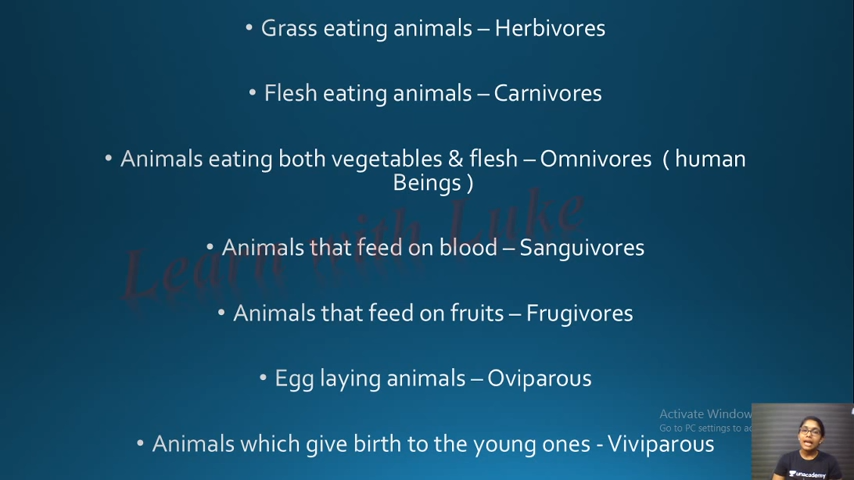 • Grass eating animals – Herbivores
• Flesh eating animals – Carnivores
• Animals eating both vegetables & flesh – Omnivores ( human
Beings )
Learn with Luke
• Animals that feed on blood – Sanguivores
• Animals that feed on fruits – Frugivores
• Egg laying animals – Oviparous
Activate Window
Go to PC settings to a
• Animals which give birth to the young ones - Viviparous
unacademy